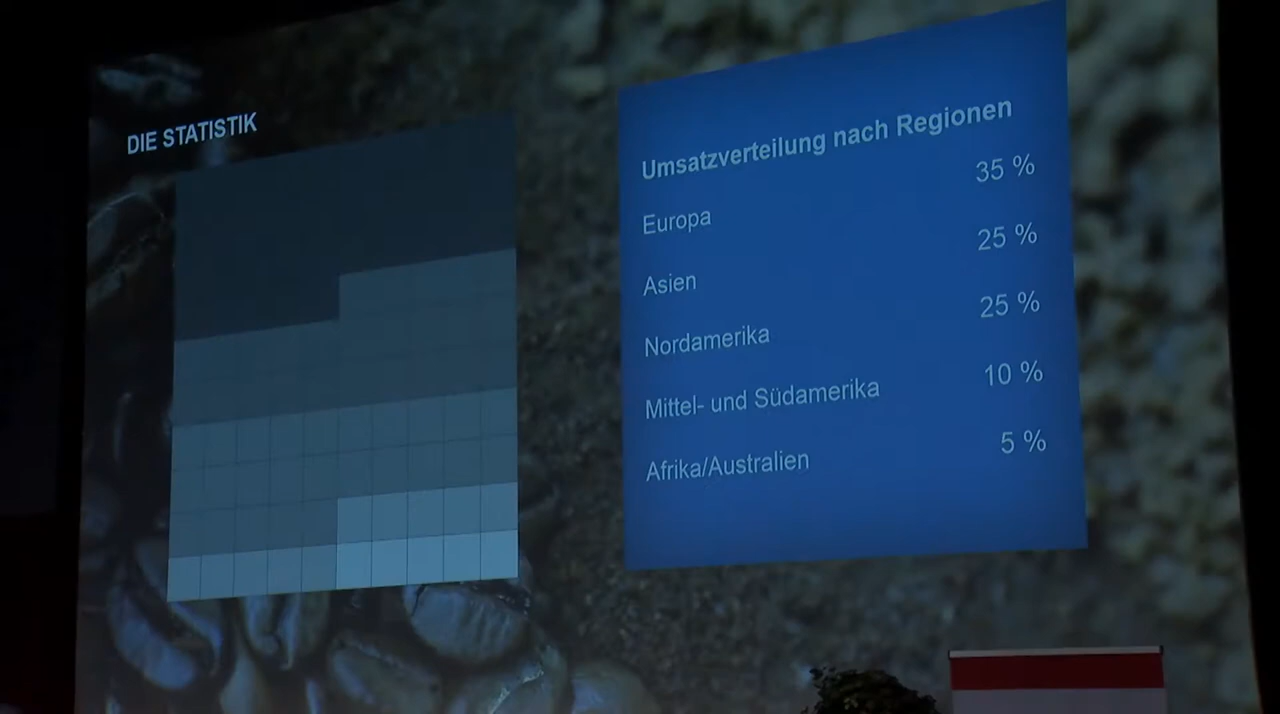 DIE STATISTIK
Umsatzverteilung nach Regionen
Europa 35 %
Asien 25 %
Nordamerika 25 %
Mittel- und Südamerika 10 %
Afrika/Australien 5 %